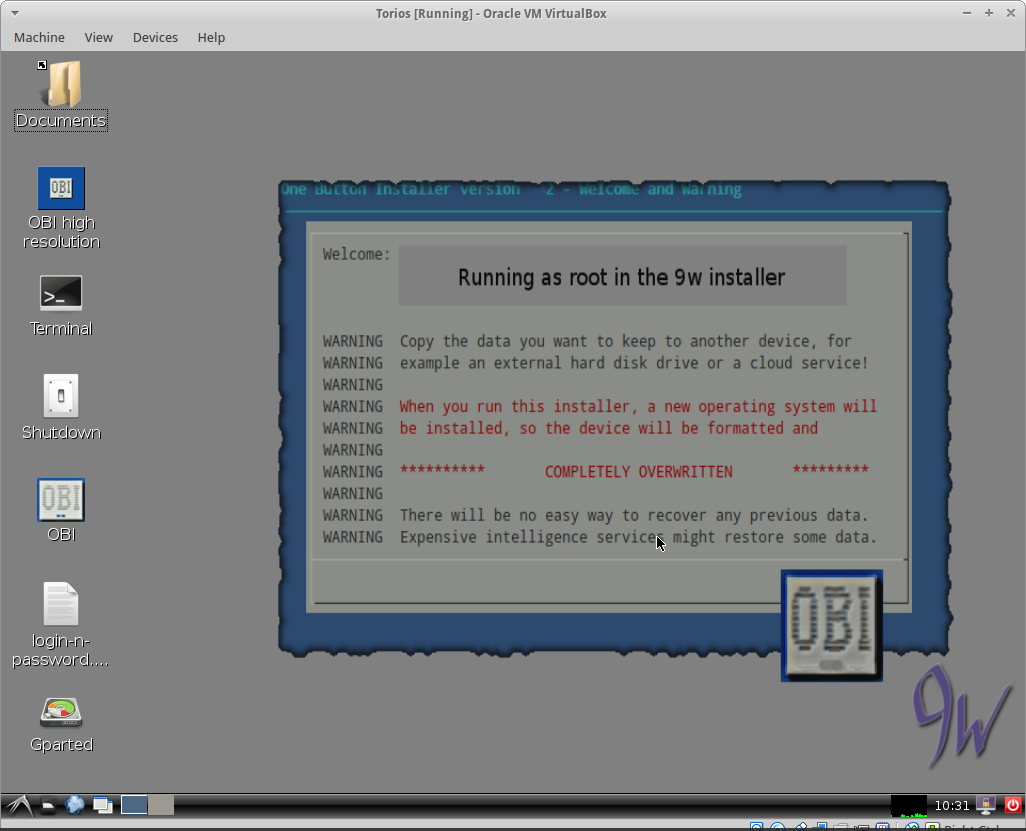 Torios [Running] - Oracle VM VirtualBox
Machine View Devices Help
Documents
OBI
OBI high
resolution
>_
Terminal
Shutdown
OBI
OBI
login-n-
password....
Gparted
One Button Installer version 2 - Welcome and Warning
Welcome:
Running as root in the 9w installer
WARNING Copy the data you want to keep to another device, for
WARNING example an external hard disk drive or a cloud service!
WARNING
WARNING When you run this installer, a new operating system will
WARNING be installed, so the device will be formatted and
WARNING
WARNING ********** COMPLETELY OVERWRITTEN *********
WARNING
WARNING There will be no easy way to recover any previous data.
WARNING Expensive intelligence services might restore some data.
OBI
9W
10:31